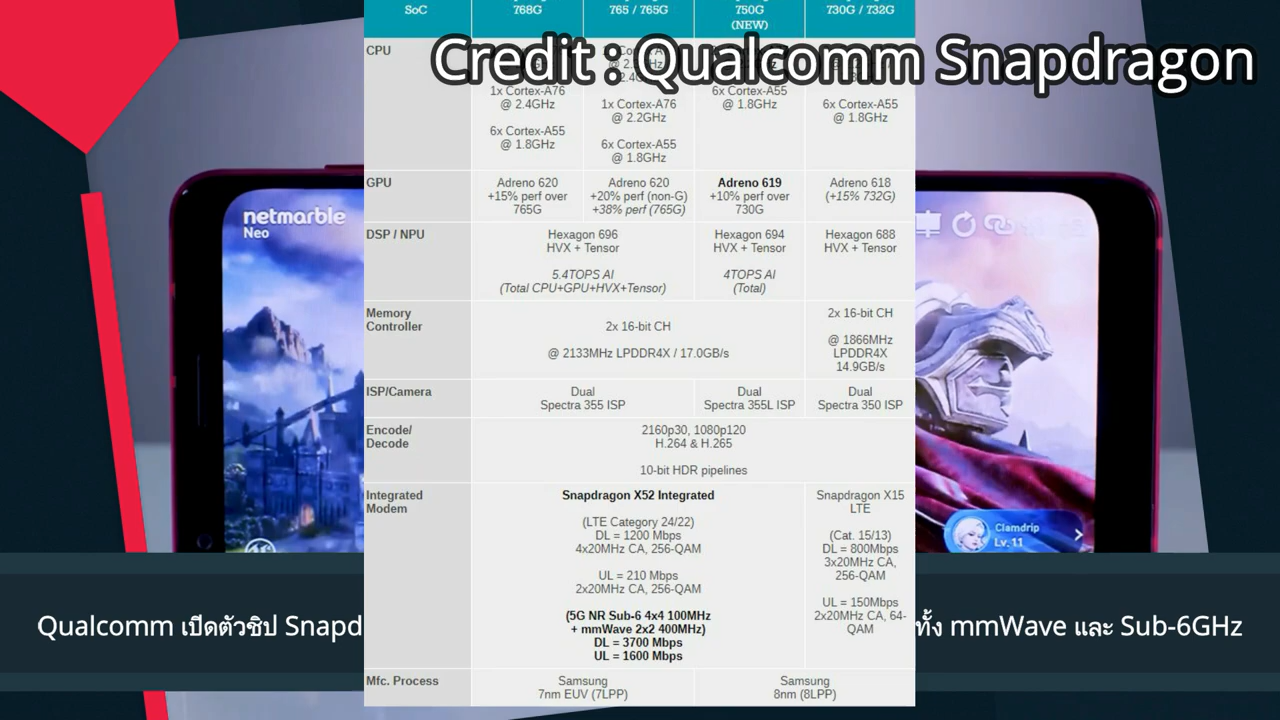 SoC
768G
765 / 765G
750G
(NEW)
730G / 732G
Credit : Qualcomm Snapdragon
CPU
1x Cortex-A76
@ 2.4GHz
6x Cortex-A55
@ 1.8GHz
1x Cortex-A76
@ 2.2GHz
6x Cortex-A55
@ 1.8GHz
6x Cortex-A55
@ 1.8GHz
6x Cortex-A55
@ 1.8GHz
GPU
Adreno 620
+15% perf over
765G
Adreno 620
+20% perf (non-G)
+38% perf (765G)
Adreno 619
+10% perf over
730G
Adreno 618
(+15% 732G)
DSP / NPU
Hexagon 696
HVX + Tensor
5.4TOPS AI
(Total CPU+GPU+HVX+Tensor)
Hexagon 694
HVX + Tensor
4TOPS AI
(Total)
Hexagon 688
HVX + Tensor
Memory
Controller
2x 16-bit CH
@ 2133MHz LPDDR4X / 17.0GB/s
2x 16-bit CH
@ 1866MHz
LPDDR4X
14.9GB/s
ISP/Camera
Dual
Spectra 355 ISP
Dual
Spectra 355L ISP
Dual
Spectra 350 ISP
Encode/
Decode
2160p30, 1080p120
H.264 & H.265
10-bit HDR pipelines
Integrated
Modem
Snapdragon X52 Integrated
(LTE Category 24/22)
DL = 1200 Mbps
4x20MHz CA, 256-QAM
UL = 210 Mbps
2x20MHz CA, 256-QAM
(5G NR Sub-6 4x4 100MHz
+ mmWave 2x2 400MHz)
DL = 3700 Mbps
UL = 1600 Mbps
Snapdragon X15
LTE
(Cat. 15/13)
DL = 800Mbps
3x20MHz CA,
256-QAM
UL = 150Mbps
2x20MHz CA, 64-
QAM
Mfc. Process
Samsung
7nm EUV (7LPP)
Samsung
8nm (8LPP)
netmarble
Neo
Clamdrip
Lv. 11
Qualcomm เปิดตัวชิป Snapd
ทั้ง mmWave และ Sub-6GHz